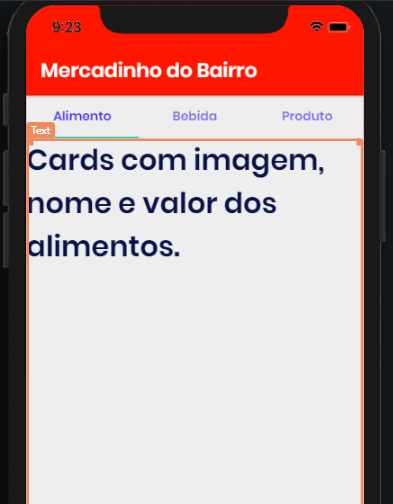 9:23
Mercadinho do Bairro
Alimento Bebida Produto
Text
Cards com imagem,
nome e valor dos
alimentos.